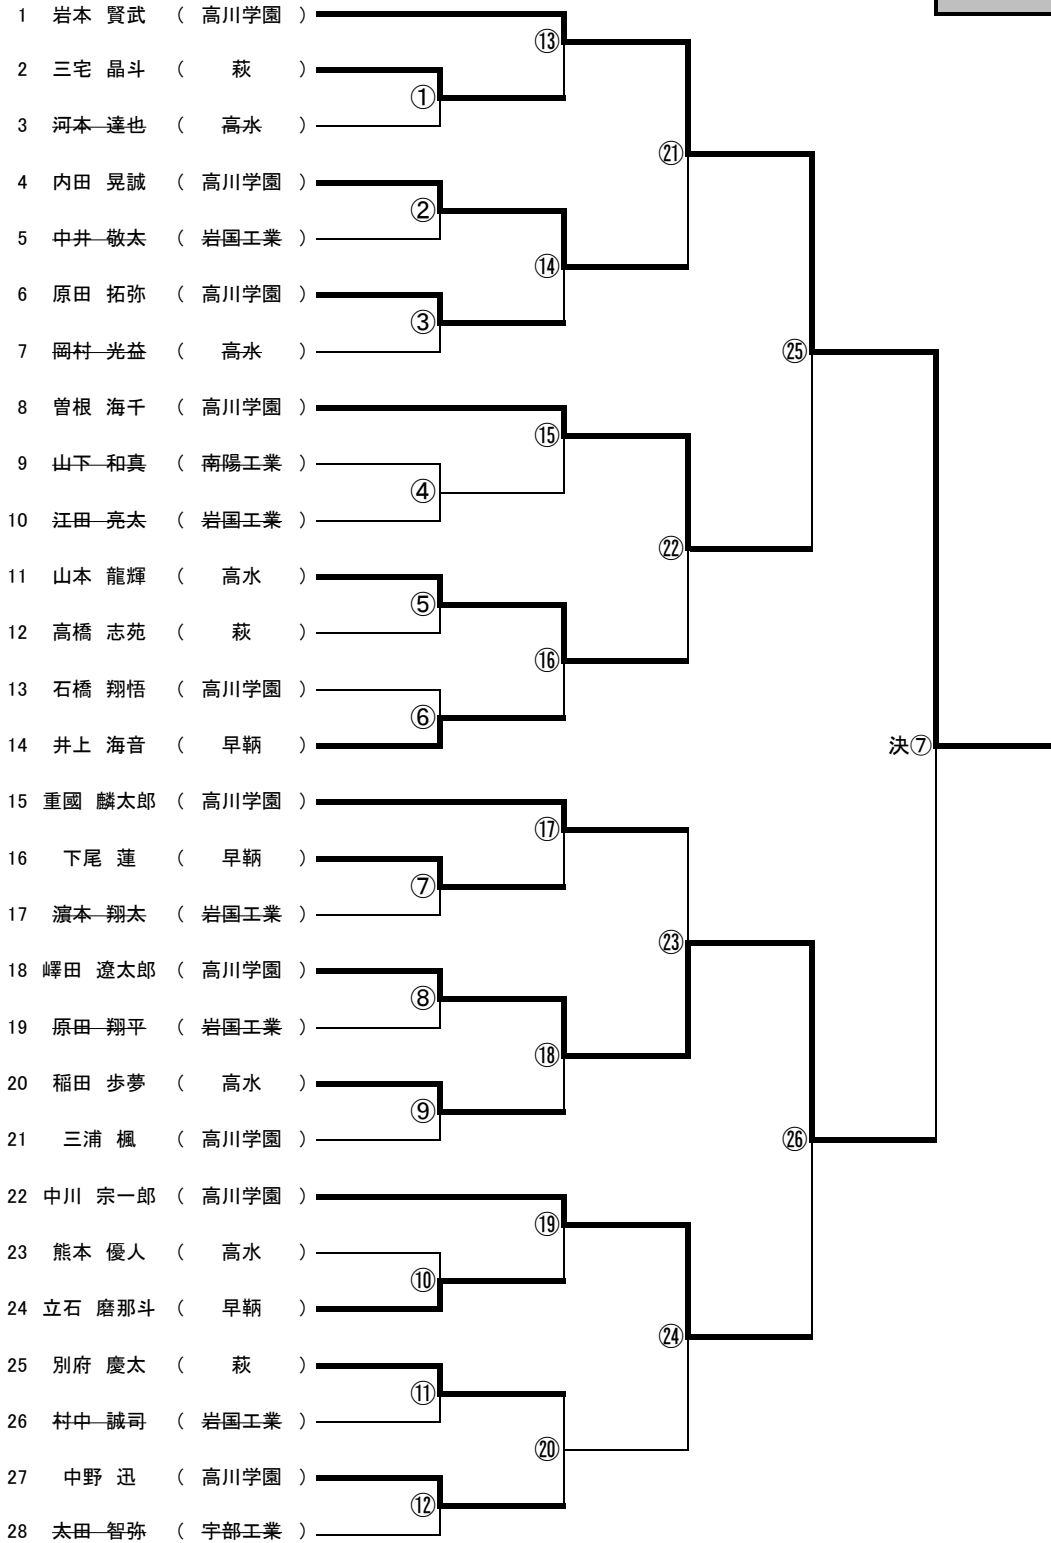 1 岩本 賢武 ( 高川学園 )
⑬
2 三宅 晶斗 ( 萩 )
①
3 河本 達也 ( 高水 )
㉑
4 内田 晃誠 ( 高川学園 )
②
5 中井 敬太 ( 岩国工業 )
⑭
6 原田 拓弥 ( 高川学園 )
③
7 岡村 光益 ( 高水 )
㉕
8 曽根 海千 ( 高川学園 )
⑮
9 山下 和真 ( 南陽工業 )
④
10 江田 亮太 ( 岩国工業 )
㉒
11 山本 龍輝 ( 高水 )
⑤
12 高橋 志苑 ( 萩 )
⑯
13 石橋 翔悟 ( 高川学園 )
⑥
14 井上 海音 ( 早鞆 )
決⑦
15 重國 麟太郎 ( 高川学園 )
⑰
16 下尾 蓮 ( 早鞆 )
⑦
17 濵本 翔太 ( 岩国工業 )
㉓
18 嶧田 遼太郎 ( 高川学園 )
⑧
19 原田 翔平 ( 岩国工業 )
⑱
20 稲田 歩夢 ( 高水 )
⑨
21 三浦 楓 ( 高川学園 )
㉖
22 中川 宗一郎 ( 高川学園 )
⑲
23 熊本 優人 ( 高水 )
⑩
24 立石 磨那斗 ( 早鞆 )
㉔
25 別府 慶太 ( 萩 )
⑪
26 村中 誠司 ( 岩国工業 )
⑳
27 中野 迅 ( 高川学園 )
⑫
28 太田 智弥 ( 宇部工業 )